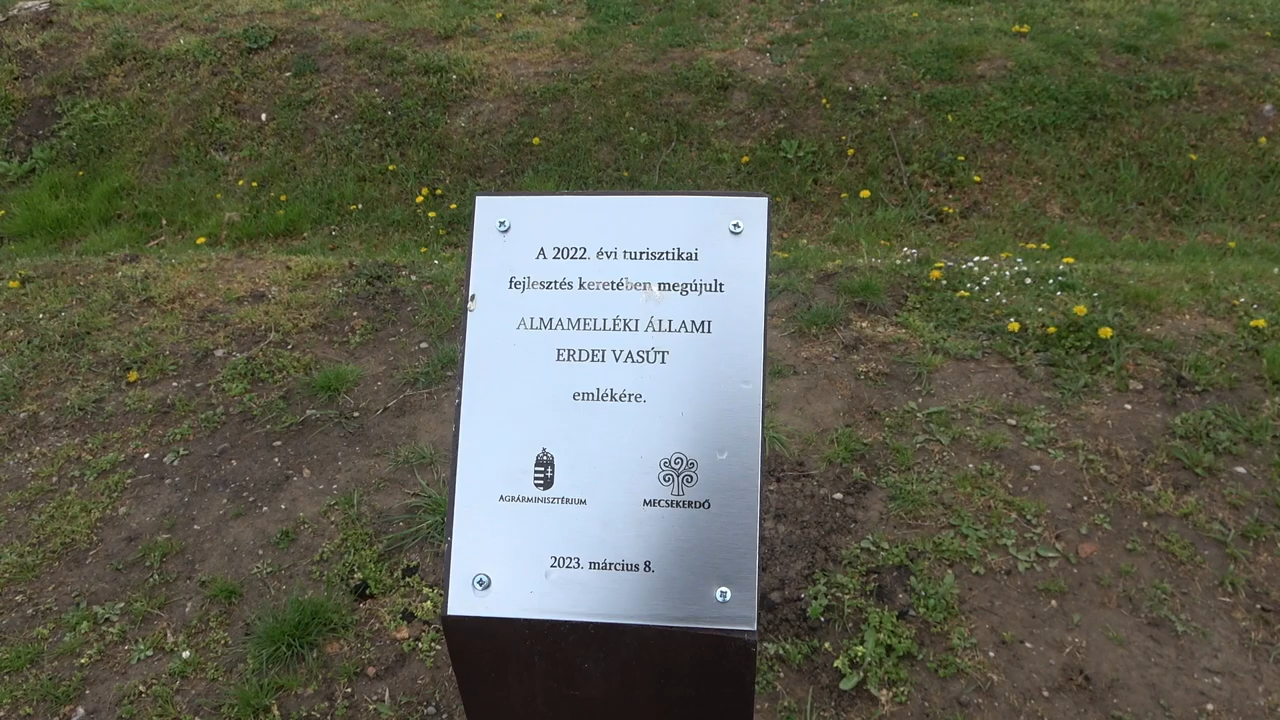 A 2022. évi turisztikai
fejlesztés keretében megújult
ALMAMELLÉKI ÁLLAMI
ERDEI VASÚT
emlékére.
AGRÁRMINISZTÉRIUM
MECSEKERDŐ
2023. március 8.